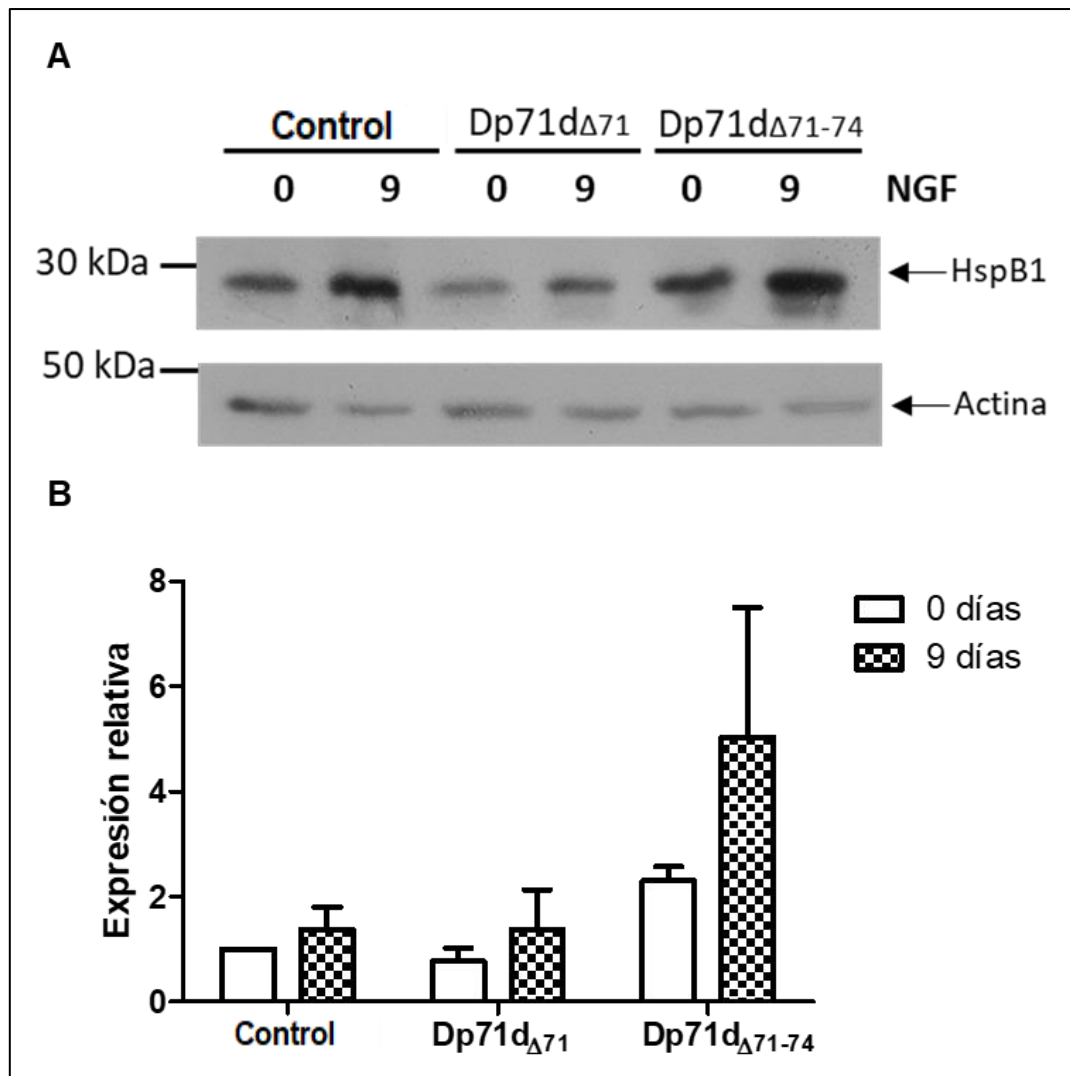 A
Control Dp71dΔ71 Dp71dΔ71-74
0 9 0 9 0 9 NGF
30 kDa HspB1
50 kDa Actina
B
Expresión relativa
8
6
4
2
0
0 días
9 días
Control Dp71dΔ71 Dp71dΔ71-74